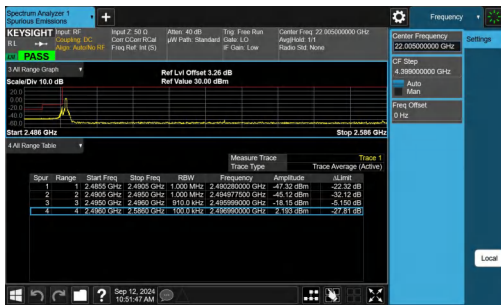 Spectrum Analyzer 1
Spurious Emissions
KEYSIGHT Input: RF
Coupling: DC
Align: Auto/No RF
Input Z: 50 Ω
Corr CCorr RCal
Freq Ref: Int (S)
Atten: 40 dB
µW Path: Standard
Trig: Free Run
Gate: LO
IF Gain: Low
Center Freq: 22.005000000 GHz
Avg|Hold: 1/1
Radio Std: None
PASS
3 All Range Graph
Scale/Div 10.0 dB
Ref Lvl Offset 3.26 dB
Ref Value 30.00 dBm
20.0
0.00
-20.0
-40.0
-60.0
Start 2.486 GHz
Stop 2.586 GHz
4 All Range Table
Measure Trace Trace 1
Trace Type Trace Average (Active)
Spur Range Start Freq Stop Freq RBW Frequency Amplitude ΔLimit
1 1 2.4855 GHz 2.4905 GHz 1.000 MHz 2.490280000 GHz -47.32 dBm -22.32 dB
2 2 2.4905 GHz 2.4950 GHz 1.000 MHz 2.494977500 GHz -45.12 dBm -32.12 dB
3 3 2.4950 GHz 2.4960 GHz 910.0 kHz 2.495999000 GHz -18.15 dBm -5.150 dB
4 4 2.4960 GHz 2.5860 GHz 100.0 kHz 2.496990000 GHz 2.193 dBm -27.81 dB
Frequency
Center Frequency
22.005000000 GHz
CF Step
4.399000000 GHz
Auto
Man
Freq Offset
0 Hz
Settings
Local
Sep 12, 2024
10:51:47 AM